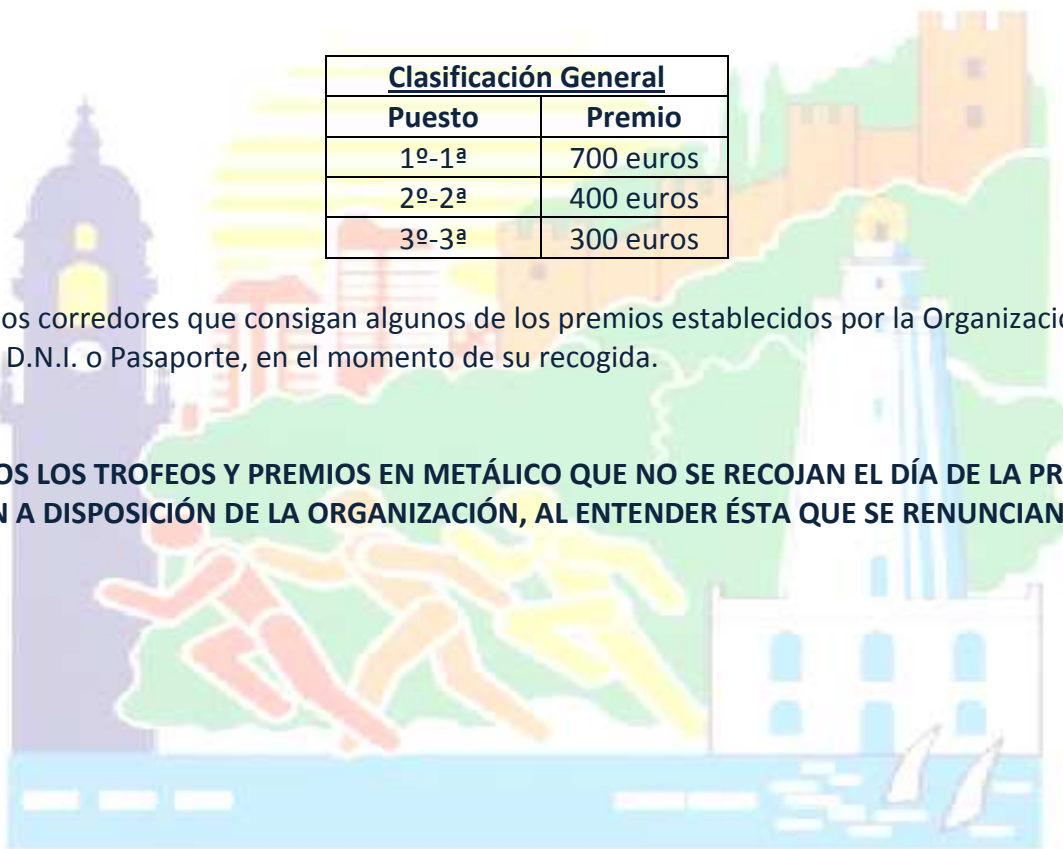 Clasificación General
Puesto Premio
1º-1ª 700 euros
2º-2ª 400 euros
3º-3ª 300 euros
os corredores que consigan algunos de los premios establecidos por la Organizaci
D.N.I. o Pasaporte, en el momento de su recogida.
OS LOS TROFEOS Y PREMIOS EN METÁLICO QUE NO SE RECOJAN EL DÍA DE LA PR
N A DISPOSICIÓN DE LA ORGANIZACIÓN, AL ENTENDER ÉSTA QUE SE RENUNCIAN